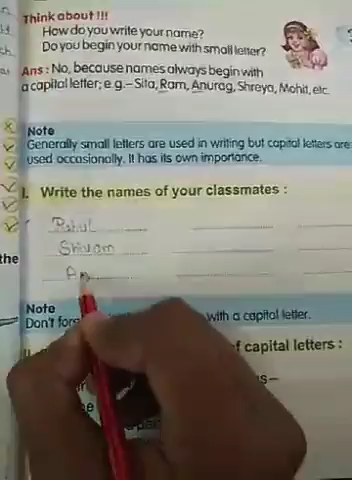 Think about !!!
How do you write your name?
Do you begin your name with small letter?
Ans : No, because names always begin with
a capital letter; e.g.– Sita, Ram, Anurag, Shreya, Mohit, etc.
Note
Generally small letters are used in writing but capital letters are
used occasionally. It has its own importance.
I. Write the names of your classmates :
Rahul
Shivam
the
Note
Don't with a capital letter.
of capital letters :